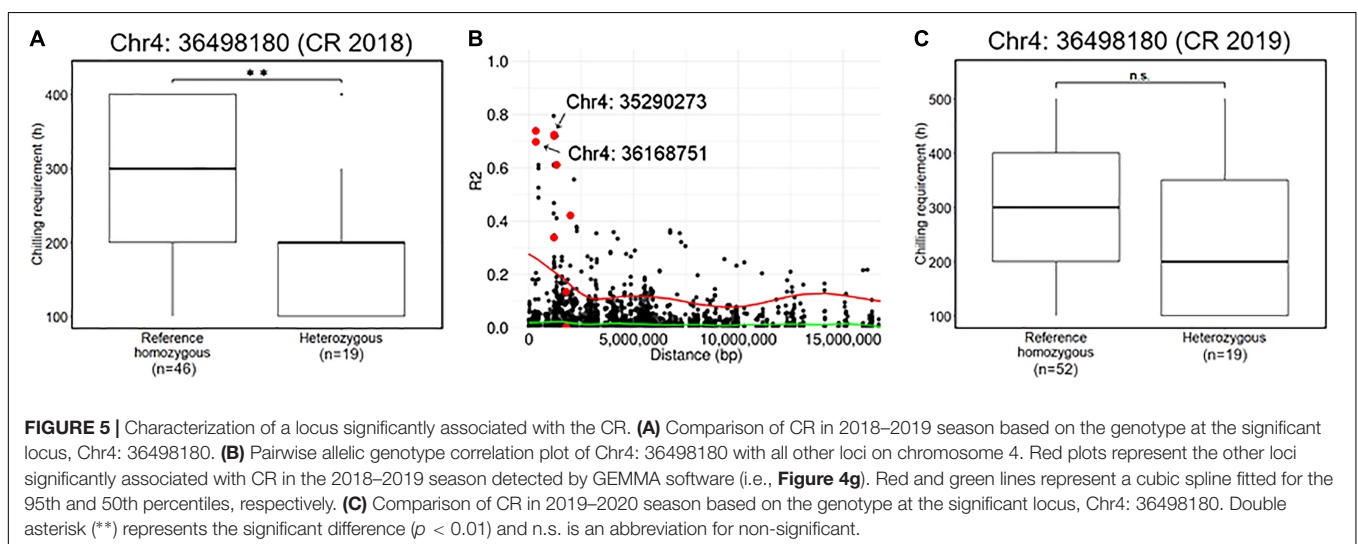 A
Chr4: 36498180 (CR 2018)
**
Chilling requirement (h)
400
300
200
100
Reference
homozygous
(n=46)
Heterozygous
(n=19)
B
R2
1.0
0.8
0.6
0.4
0.2
0.0
Chr4: 35290273
Chr4: 36168751
0
5000,000
10,000,000
15,000,000
Distance (bp)
C
Chr4: 36498180 (CR 2019)
n.s.
Chilling requirement (h)
500
400
300
200
100
Reference
homozygous
(n=52)
Heterozygous
(n=19)
FIGURE 5 | Characterization of a locus significantly associated with the CR. (A) Comparison of CR in 2018–2019 season based on the genotype at the significant
locus, Chr4: 36498180. (B) Pairwise allelic genotype correlation plot of Chr4: 36498180 with all other loci on chromosome 4. Red plots represent the other loci
significantly associated with CR in the 2018–2019 season detected by GEMMA software (i.e., Figure 4g). Red and green lines represent a cubic spline fitted for the
95th and 50th percentiles, respectively. (C) Comparison of CR in 2019–2020 season based on the genotype at the significant locus, Chr4: 36498180. Double
asterisk (**) represents the significant difference (p < 0.01) and n.s. is an abbreviation for non-significant.